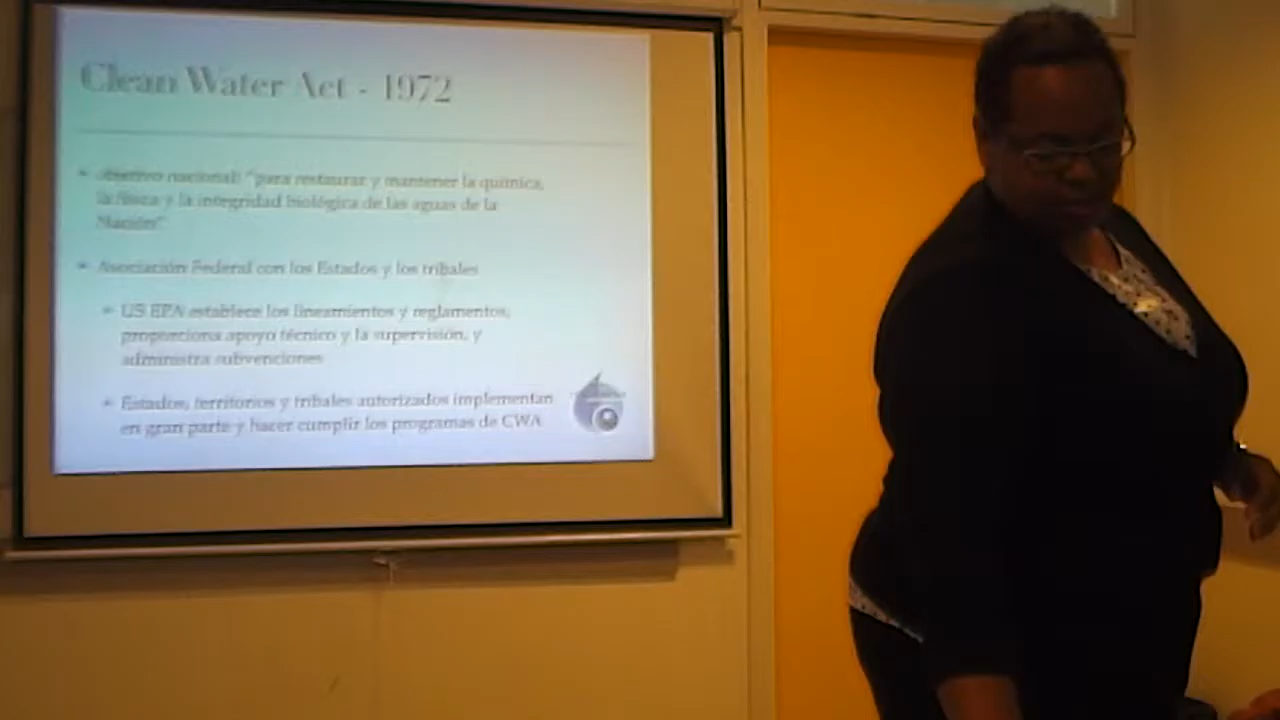 Clean Water Act - 1972
objetivo nacional: "para restaurar y mantener la química,
la física y la integridad biológica de las aguas de la
Nación"
Asociación Federal con los Estados y los tribales
US EPA establece los lineamientos y reglamentos,
proporciona apoyo técnico y la supervisión, y
administra subvenciones
Estados, territorios y tribales autorizados implementan
en gran parte y hacer cumplir los programas de CWA